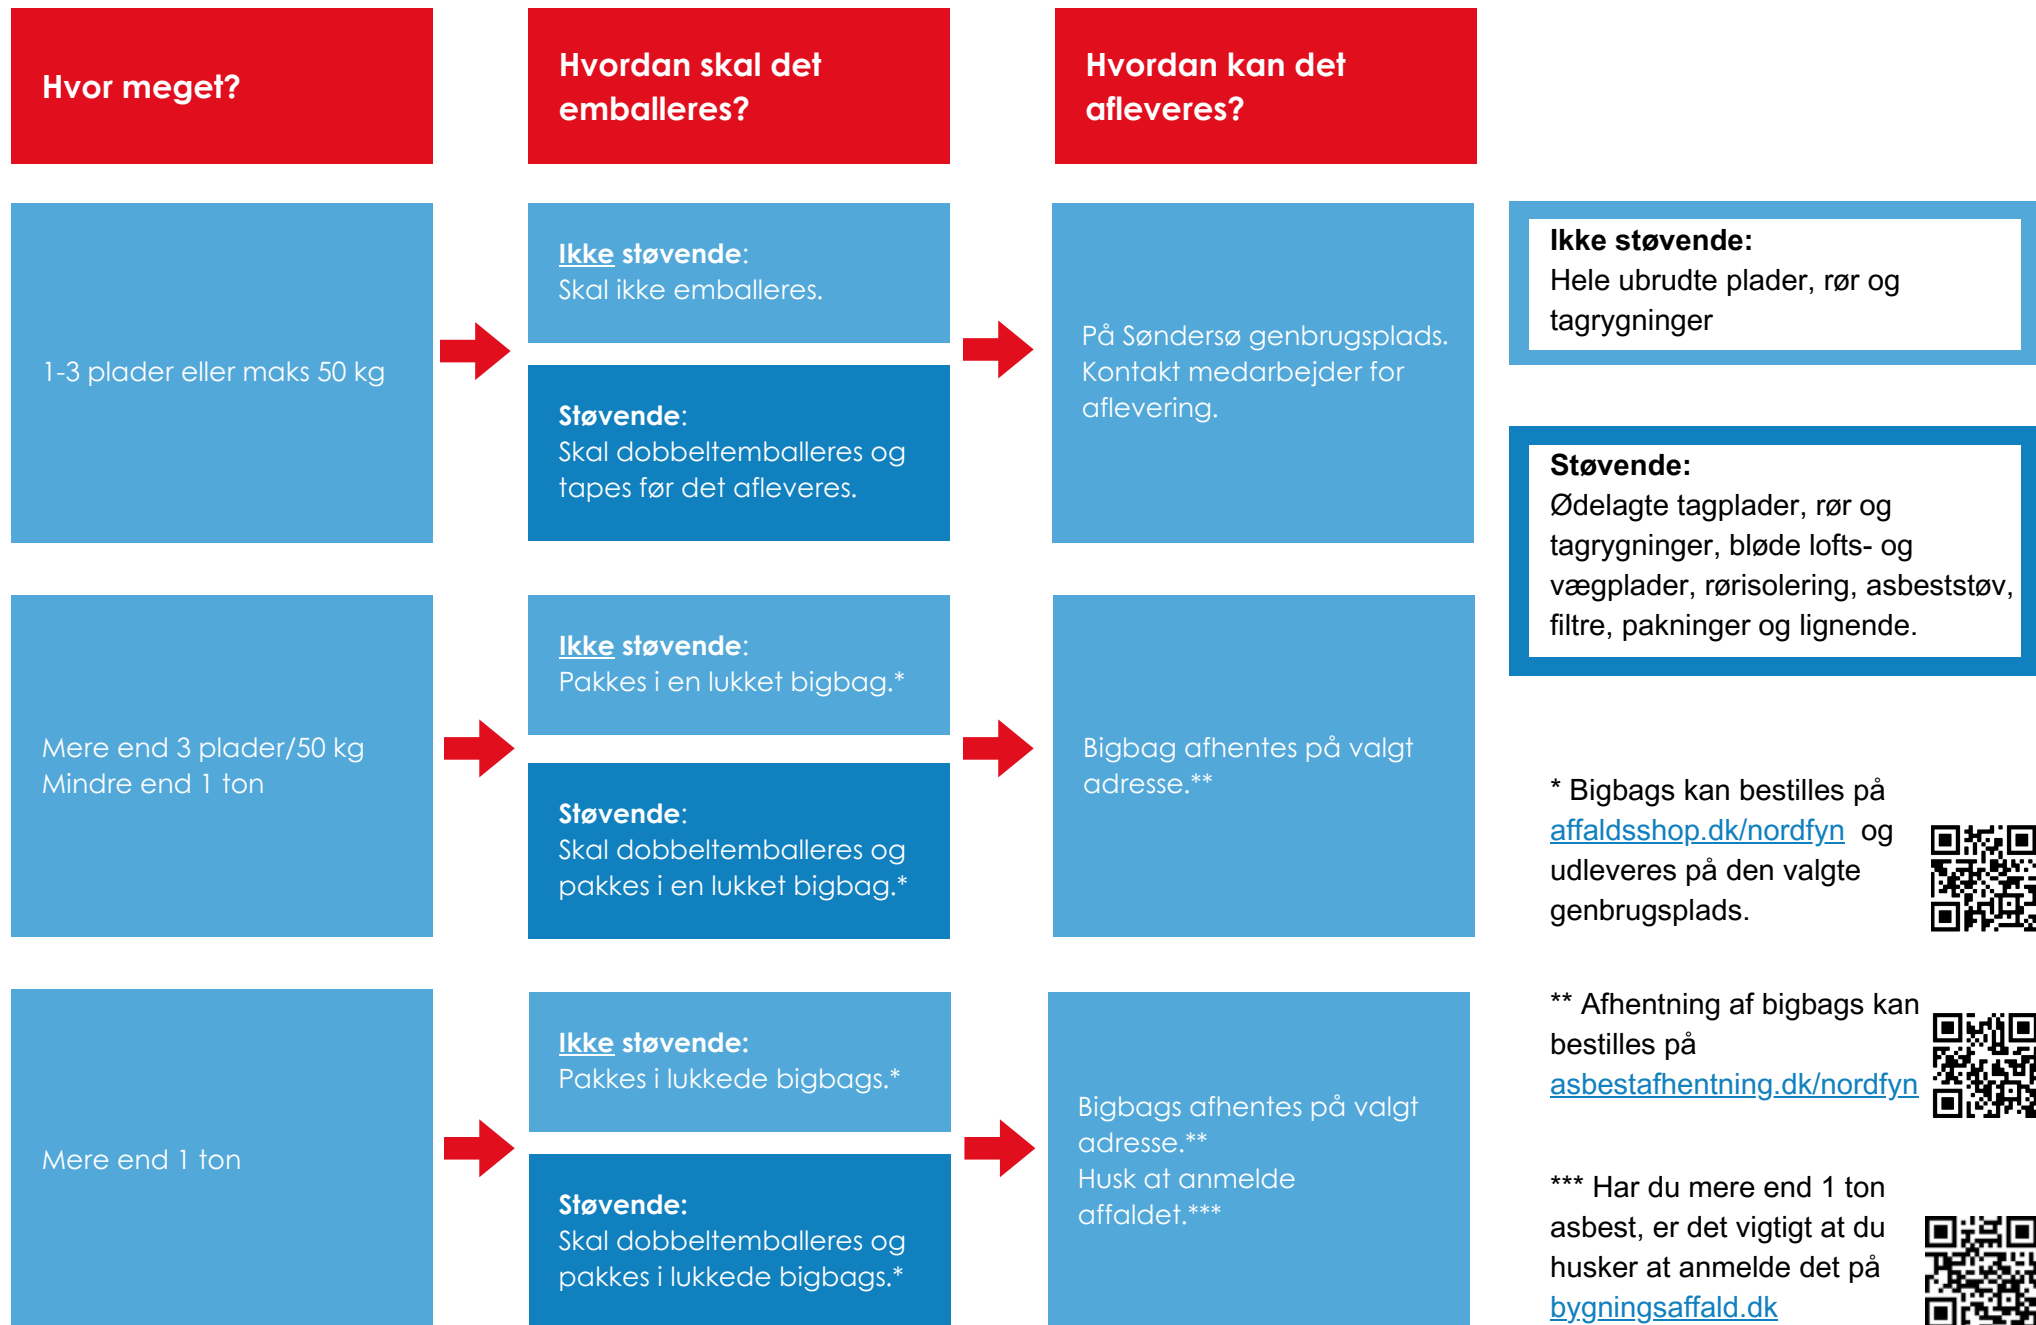 Hvor meget?
Hvordan skal det
emballeres?
Hvordan kan det
afleveres?
1-3 plader eller maks 50 kg
Ikke støvende:
Skal ikke emballeres.
Støvende:
Skal dobbeltemballeres og
tapes før det afleveres.
På Søndersø genbrugsplads.
Kontakt medarbejder for
aflevering.
Mere end 3 plader/50 kg
Mindre end 1 ton
Ikke støvende:
Pakkes i en lukket bigbag.*
Støvende:
Skal dobbeltemballeres og
pakkes i en lukket bigbag.*
Bigbag afhentes på valgt
adresse.**
Mere end 1 ton
Ikke støvende:
Pakkes i lukkede bigbags.*
Støvende:
Skal dobbeltemballeres og
pakkes i lukkede bigbags.*
Bigbags afhentes på valgt
adresse.**
Husk at anmelde
affaldet.***
Ikke støvende:
Hele ubrudte plader, rør og
tagrygninger
Støvende:
Ødelagte tagplader, rør og
tagrygninger, bløde lofts- og
vægplader, rørisolering, asbeststøv,
filtre, pakninger og lignende.
* Bigbags kan bestilles på
affaldsshop.dk/nordfyn og
udleveres på den valgte
genbrugsplads.
** Afhentning af bigbags kan
bestilles på
asbestafhentning.dk/nordfyn
*** Har du mere end 1 ton
asbest, er det vigtigt at du
husker at anmelde det på
bygningsaffald.dk